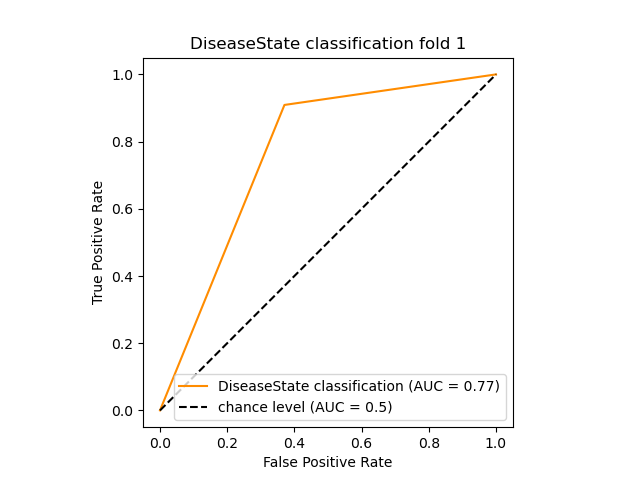 DiseaseState classification fold 1
1.0
0.8
0.6
0.4
0.2
0.0
True Positive Rate
DiseaseState classification (AUC = 0.77)
chance level (AUC = 0.5)
0.0 0.2 0.4 0.6 0.8 1.0
False Positive Rate